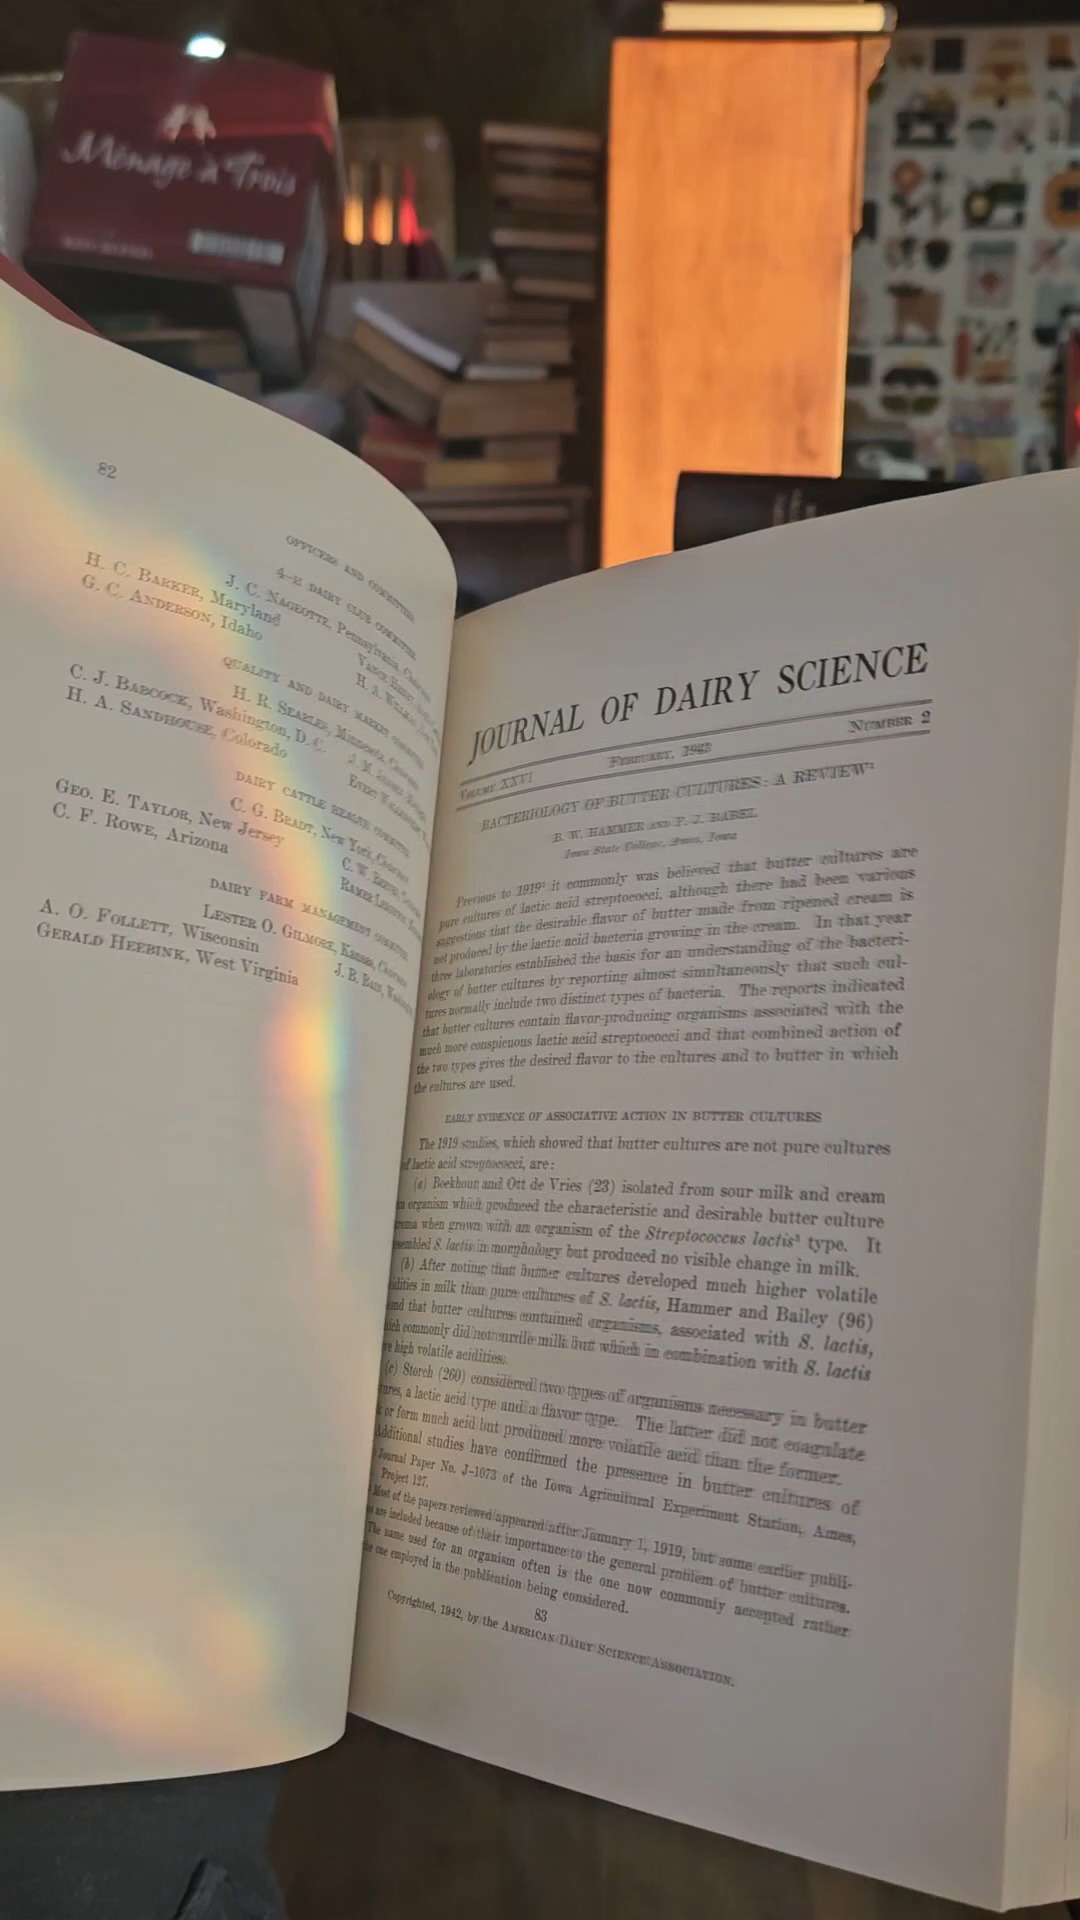 Ménage à Trois
82
OFFICERS AND COMMITTEES
4-H DAIRY CLUB COMMITTEE
J. C. NAGEOTTE, Pennsylvania,
H. C. BARKER, Maryland
G. C. ANDERSON, Idaho
H. A.
QUALITY AND DAIRY MARKET COMMITTEE
H. R. SEARLES, Minnesota,
C. J. BABCOCK, Washington, D. C.
H. A. SANDHOUSE, Colorado
DAIRY CATTLE HEALTH COMMITTEE
C. G. BRADT, New York,
GEO. E. TAYLOR, New Jersey
C. F. ROWE, Arizona
C. W.
DAIRY FARM MANAGEMENT COMMITTEE
LESTER O. GILMORE, Kansas,
A. O. FOLLETT, Wisconsin
GERALD HEEBINK, West Virginia
J. B.
JOURNAL OF DAIRY SCIENCE
VOLUME XXVI FEBRUARY, 1943 NUMBER 2
BACTERIOLOGY OF BUTTER CULTURES: A REVIEW¹
B. W. HAMMER AND F. J. BABEL
Iowa State College, Ames, Iowa
Previous to 1919² it commonly was believed that butter cultures are
pure cultures of lactic acid streptococci, although there had been various
suggestions that the desirable flavor of butter made from ripened cream is
not produced by the lactic acid bacteria growing in the cream. In that year
three laboratories established the basis for an understanding of the bacteri-
ology of butter cultures by reporting almost simultaneously that such cul-
tures normally include two distinct types of bacteria. The reports indicated
that butter cultures contain flavor-producing organisms associated with the
much more conspicuous lactic acid streptococci and that combined action of
the two types gives the desired flavor to the cultures and to butter in which
the cultures are used.
EARLY EVIDENCE OF ASSOCIATIVE ACTION IN BUTTER CULTURES
The 1919 studies, which showed that butter cultures are not pure cultures
of lactic acid streptococci, are:
(a) Boekhout and Ott de Vries (23) isolated from sour milk and cream
an organism which produced the characteristic and desirable butter culture
roma when grown with an organism of the Streptococcus lactis³ type. It
sembled S. lactis in morphology but produced no visible change in milk.
(b) After noting that butter cultures developed much higher volatile
idities in milk than pure cultures of S. lactis, Hammer and Bailey (96)
und that butter cultures contained organisms, associated with S. lactis,
ich commonly did not curdle milk but which in combination with S. lactis
ve high volatile acidities.
(c) Storch (260) considered two types of organisms necessary in butter
tures, a lactic acid type and a flavor type. The latter did not coagulate
or form much acid but produced more volatile acid than the former.
Additional studies have confirmed the presence in butter cultures of
Journal Paper No. J-1073 of the Iowa Agricultural Experiment Station, Ames,
Project 127.
Most of the papers reviewed appeared after January 1, 1919, but some earlier publi-
are included because of their importance to the general problem of butter cultures.
The name used for an organism often is the one now commonly accepted rather
he one employed in the publication being considered.
83
Copyrighted, 1942, by the AMERICAN DAIRY SCIENCE ASSOCIATION.